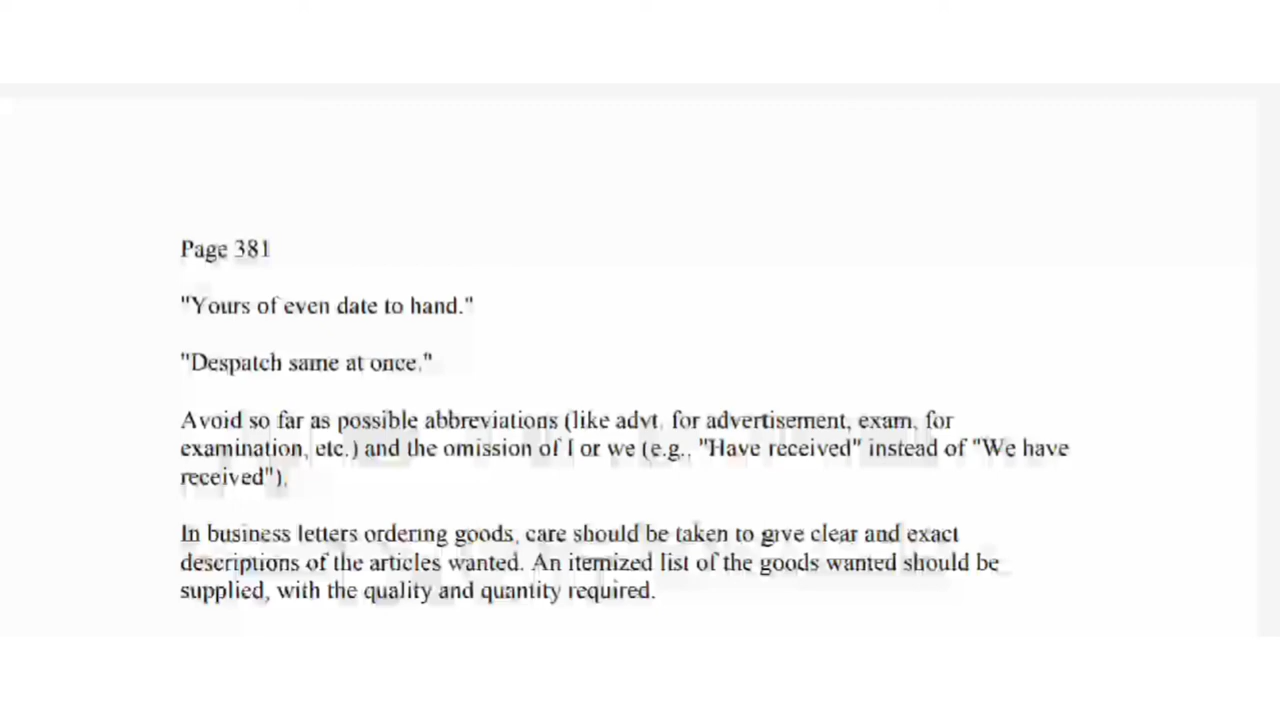 Page 381
"Yours of even date to hand."
"Despatch same at once."
Avoid so far as possible abbreviations (like advt. for advertisement, exam. for
examination, etc.) and the omission of I or we (e.g., "Have received" instead of "We have
received").
In business letters ordering goods, care should be taken to give clear and exact
descriptions of the articles wanted. An itemized list of the goods wanted should be
supplied, with the quality and quantity required.